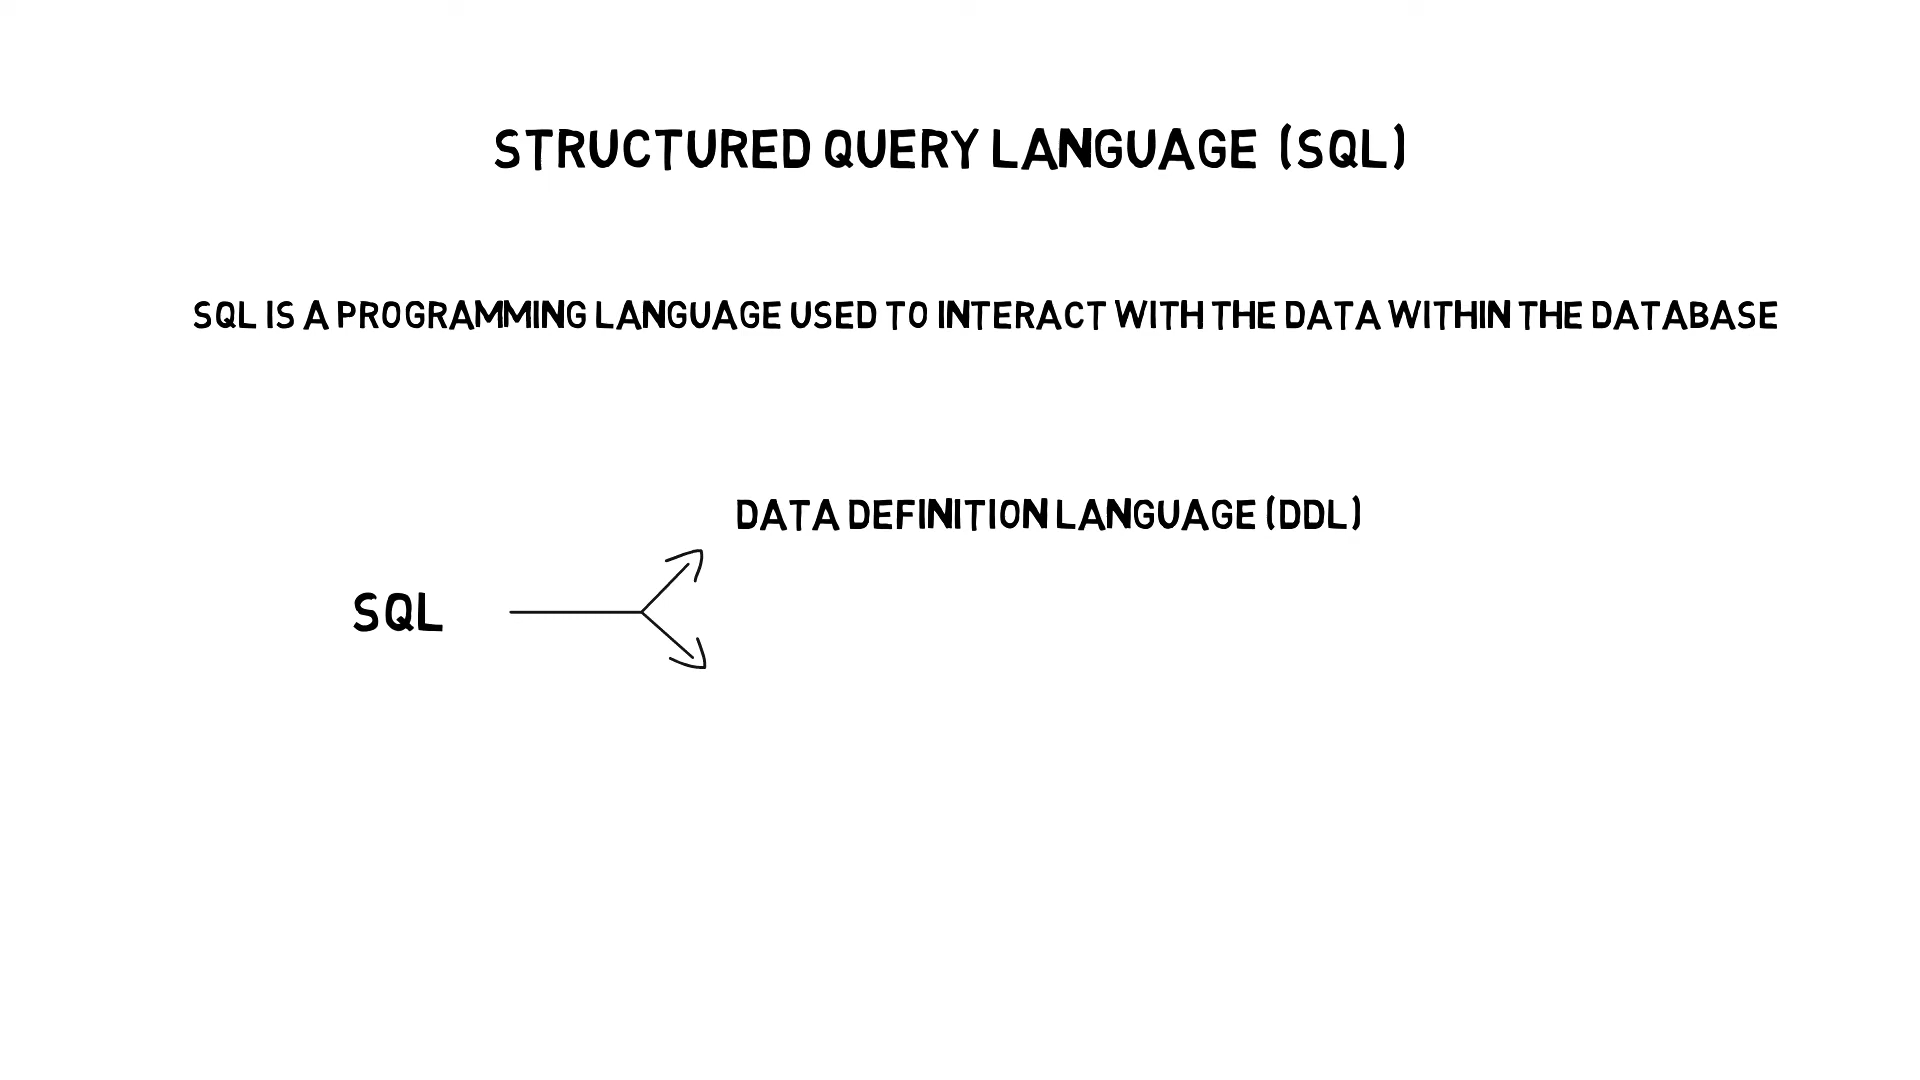 STRUCTURED QUERY LANGUAGE (SQL)
SQL IS A PROGRAMMING LANGUAGE USED TO INTERACT WITH THE DATA WITHIN THE DATABASE
DATA DEFINITION LANGUAGE (DDL)
SQL